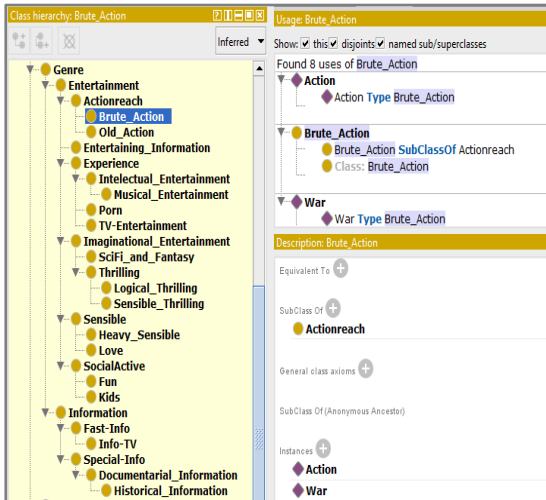 Class hierarchy: Brute_Action
Inferred
Genre
Entertainment
Actionreach
Brute_Action
Old_Action
Entertaining_Information
Experience
Intelectual_Entertainment
Musical_Entertainment
Porn
TV-Entertainment
Imaginational_Entertainment
SciFi_and_Fantasy
Thrilling
Logical_Thrilling
Sensible_Thrilling
Sensible
Heavy_Sensible
Love
SocialActive
Fun
Kids
Information
Fast-Info
Info-TV
Special-Info
Documentarial_Information
Historical_Information
Usage: Brute_Action
Show: this disjoints named sub/superclasses
Found 8 uses of Brute_Action
Action
Action Type Brute_Action
Brute_Action
Brute_Action SubClassOf Actionreach
Class: Brute_Action
War
War Type Brute_Action
Description: Brute_Action
Equivalent To
SubClass Of
Actionreach
General class axioms
SubClass Of (Anonymous Ancestor)
Instances
Action
War